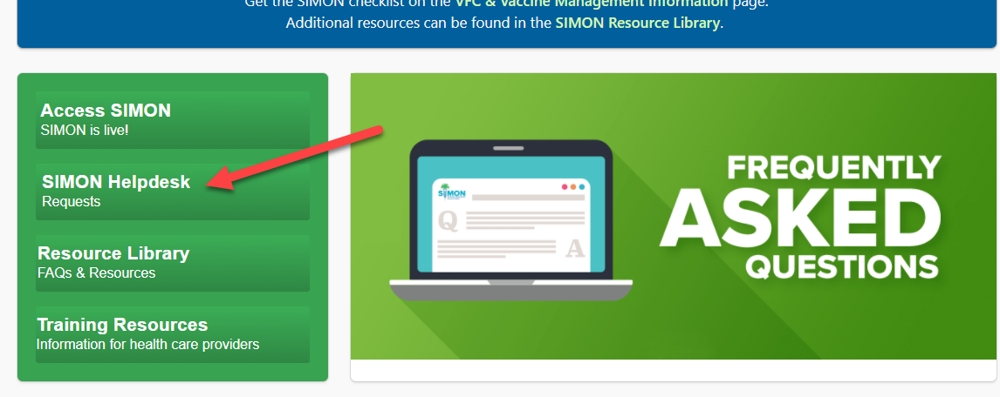 Get the SIMON checklist on the VFC & Vaccine Management Information page.
Additional resources can be found in the SIMON Resource Library.
Access SIMON
SIMON is live!
SIMON Helpdesk
Requests
Resource Library
FAQs & Resources
Training Resources
Information for health care providers
SIMON
Q
A
FREQUENTLY
ASKED
QUESTIONS